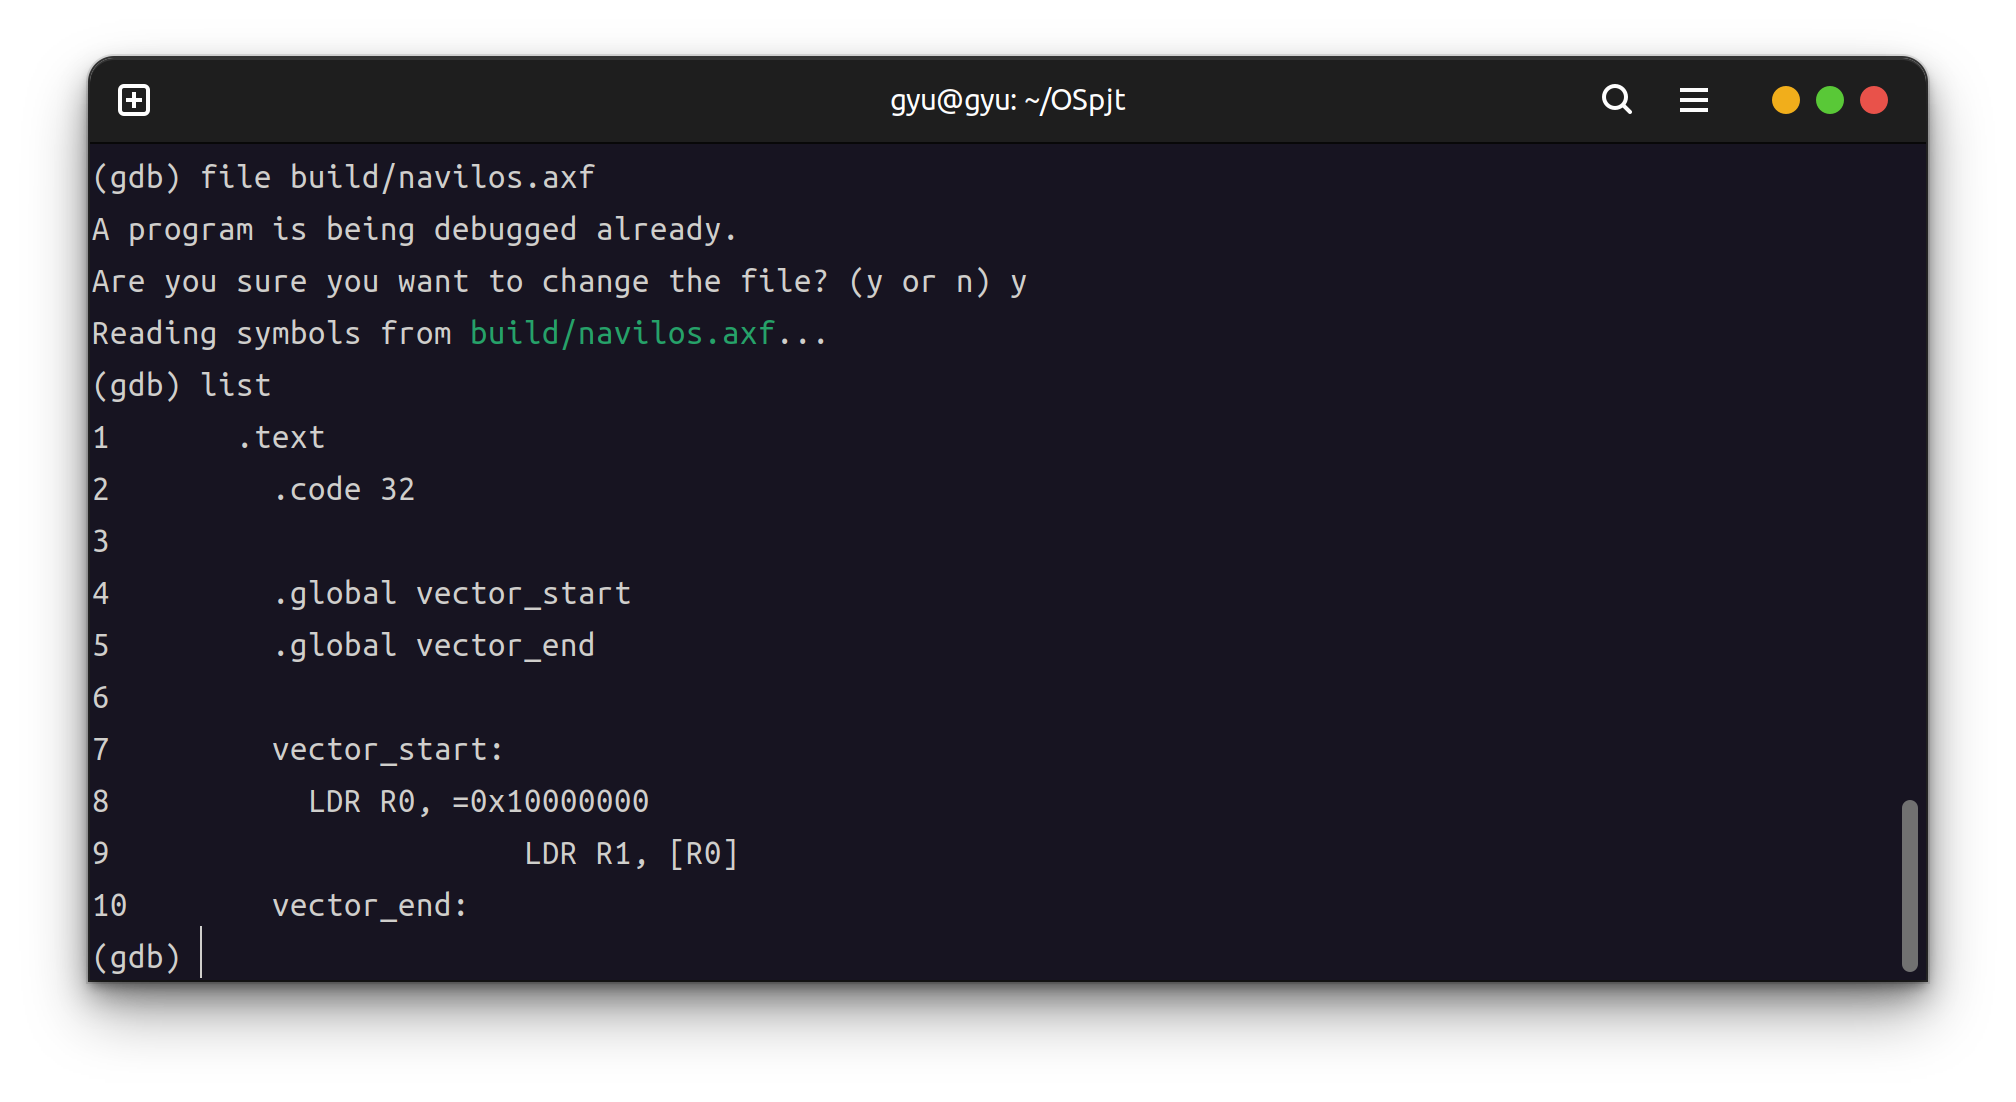 gyu@gyu: ~/OSpjt
(gdb) file build/navilos.axf
A program is being debugged already.
Are you sure you want to change the file? (y or n) y
Reading symbols from build/navilos.axf...
(gdb) list
1       .text
2         .code 32
3
4         .global vector_start
5         .global vector_end
6
7         vector_start:
8           LDR R0, =0x10000000
9                       LDR R1, [R0]
10        vector_end:
(gdb)